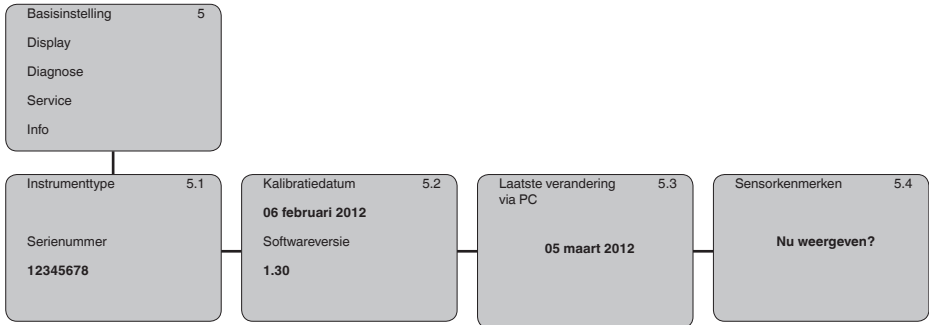 Basisinstelling 5
Display
Diagnose
Service
Info
Instrumenttype 5.1
Serienummer
12345678
Kalibratiedatum 5.2
06 februari 2012
Softwareversie
1.30
Laatste verandering 5.3
via PC
05 maart 2012
Sensorkenmerken 5.4
Nu weergeven?